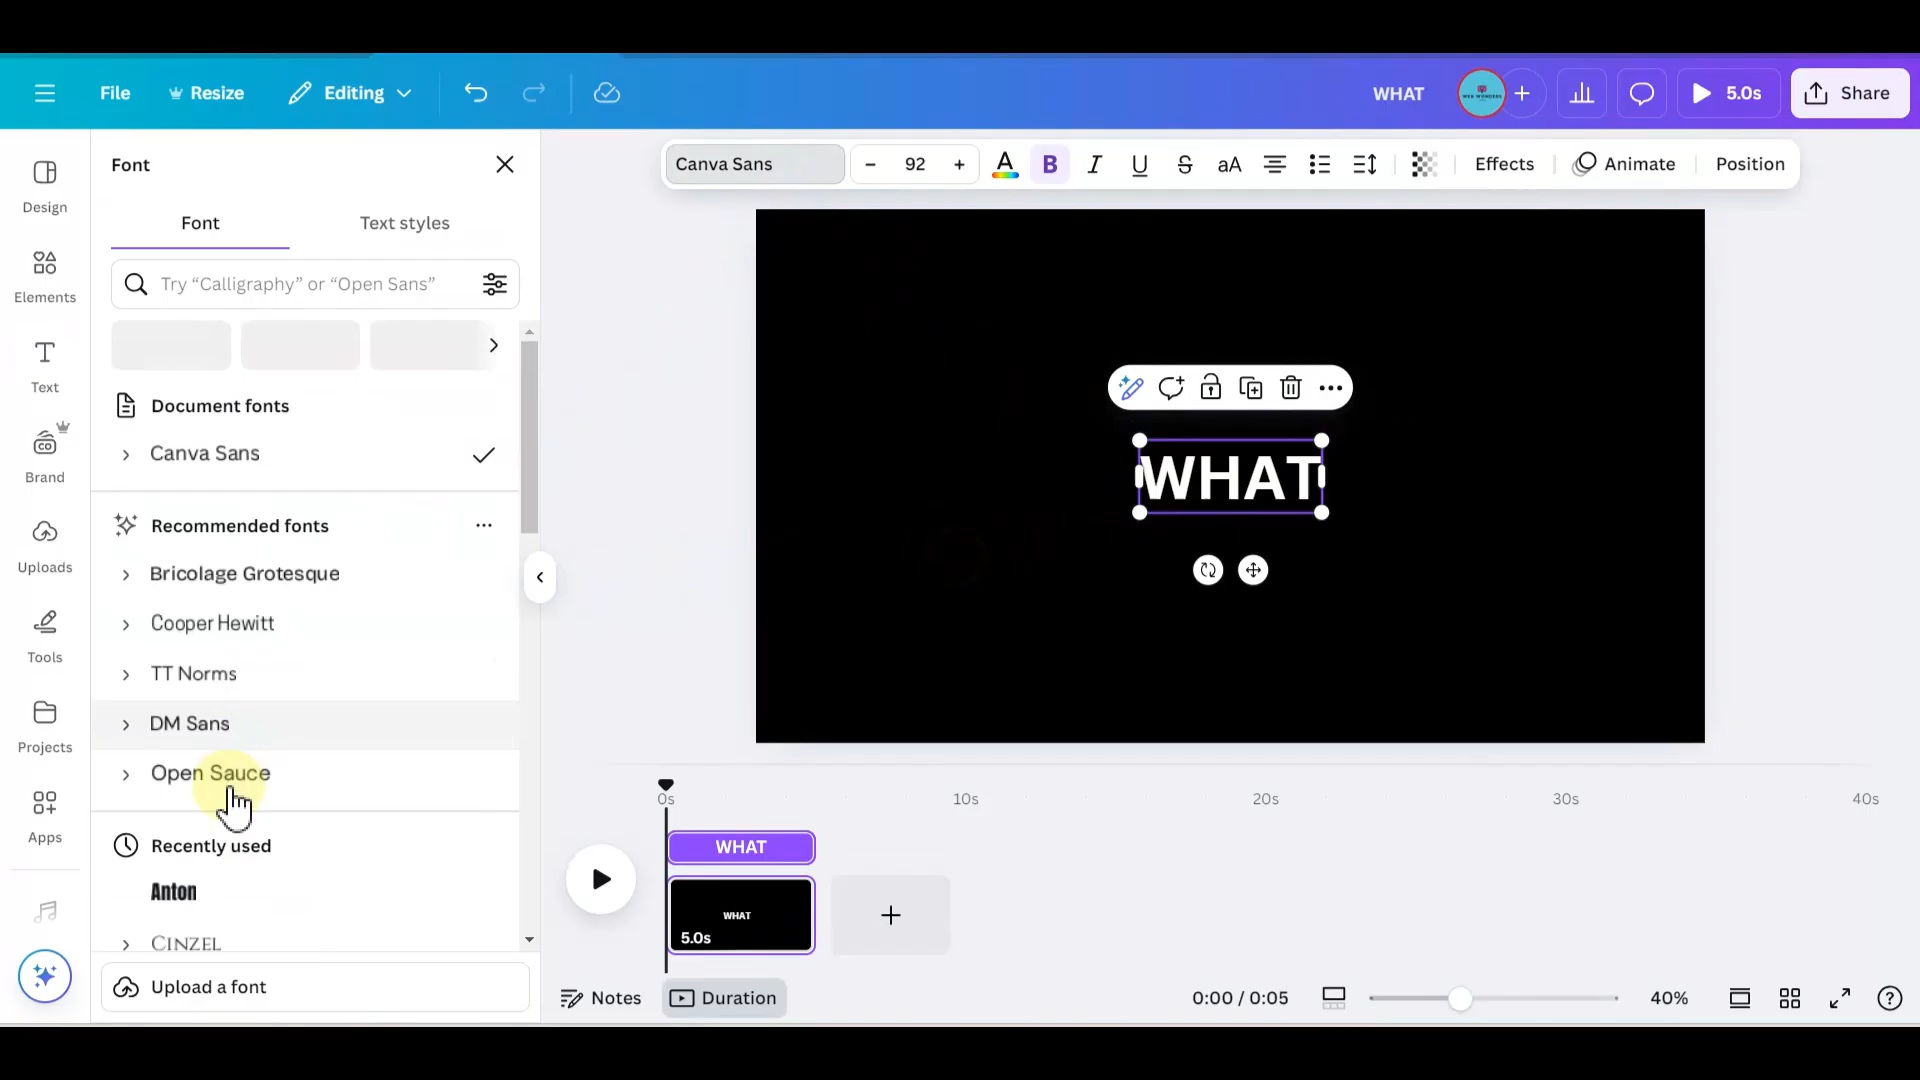 File
Resize
Editing
WHAT
5.0s
Share
Design
Elements
Text
Brand
Uploads
Tools
Projects
Apps
Font
Font
Text styles
Try “Calligraphy” or “Open Sans”
Document fonts
Canva Sans
Recommended fonts
Bricolage Grotesque
Cooper Hewitt
TT Norms
DM Sans
Open Sauce
Recently used
Anton
CINZEL
Upload a font
Canva Sans
– 92 +
A B I U S aA
Effects
Animate
Position
WHAT
0s 10s 20s 30s 40s
WHAT
WHAT
5.0s
Notes
Duration
0:00 / 0:05
40%